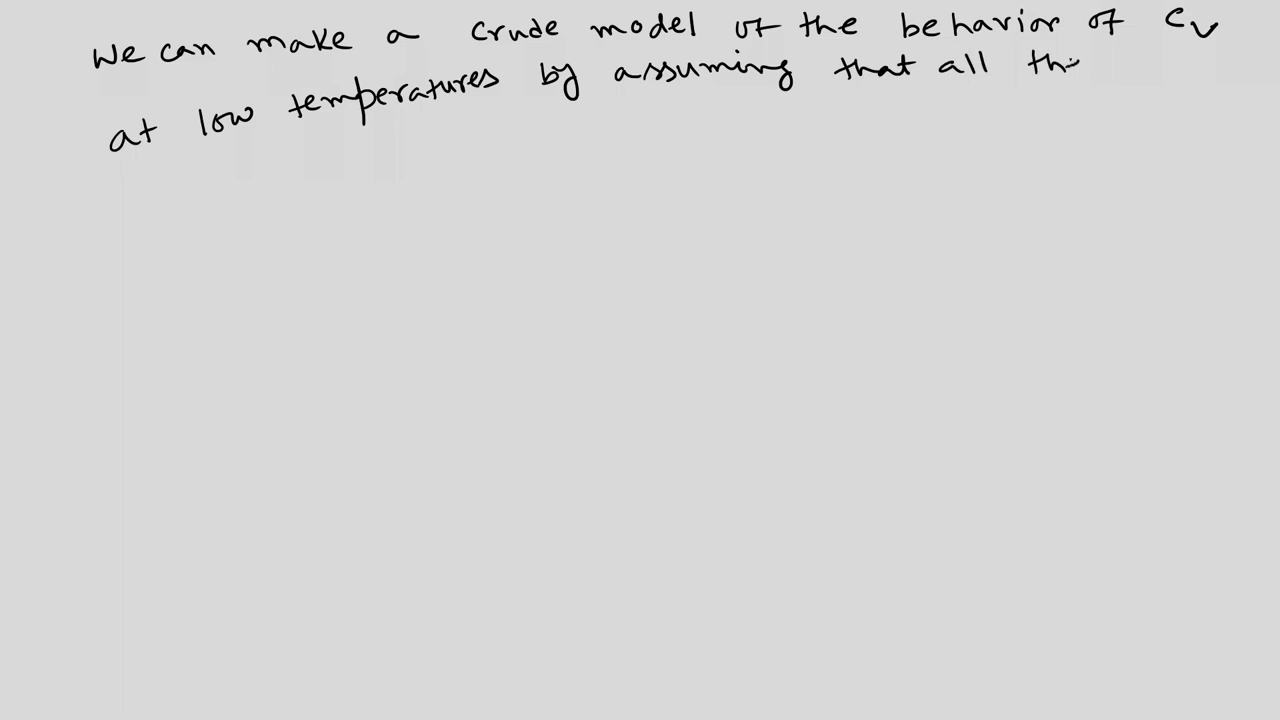 We can make a crude model of the behavior of Cv
at low temperatures by assuming that all